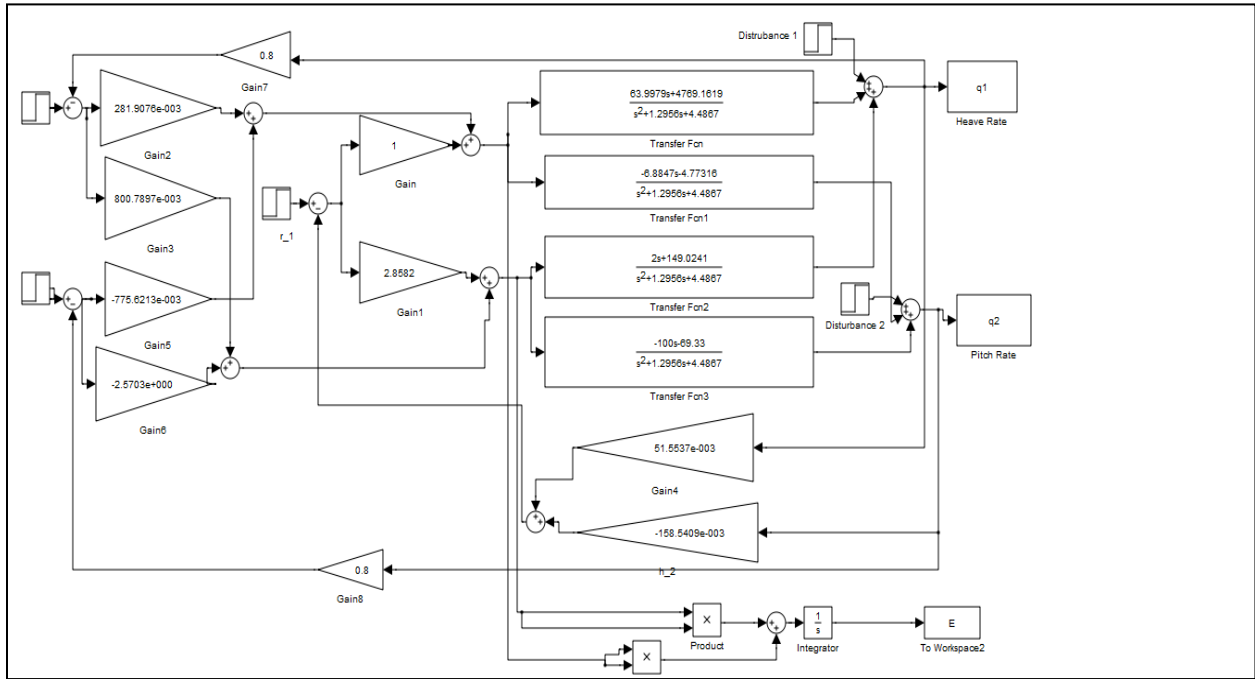 Distrubance 1
0.8
Gain7
281.9076e-003
Gain2
1
Gain
63.9979s+4769.1619
s2+1.2956s+4.4867
Transfer Fcn
q1
Heave Rate
800.7897e-003
Gain3
r_1
-6.8847s-4.77316
s2+1.2956s+4.4867
Transfer Fcn1
-775.6213e-003
Gain5
2.8582
Gain1
2s+149.0241
s2+1.2956s+4.4867
Transfer Fcn2
Disturbance 2
q2
Pitch Rate
-2.5703e+000
Gain6
-100s-69.33
s2+1.2956s+4.4867
Transfer Fcn3
51.5537e-003
Gain4
-158.5409e-003
h_2
0.8
Gain8
X
Product
X
1
s
Integrator
E
To Workspace2